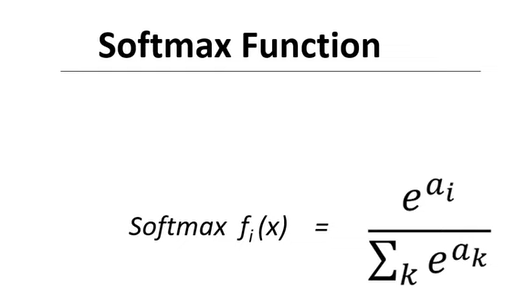 Softmax Function
Softmax fᵢ(x) = e^{aᵢ} / ∑ₖ e^{aₖ}